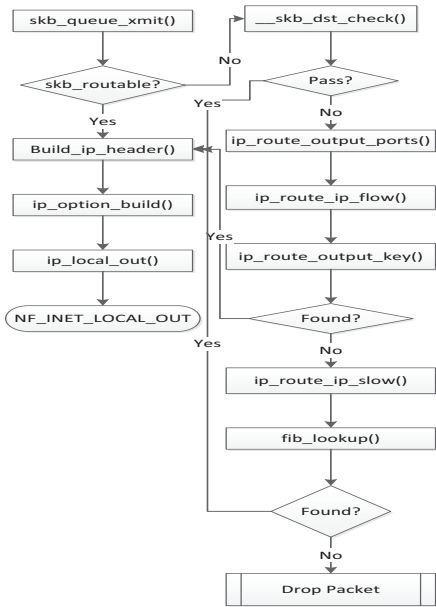 skb_queue_xmit()
__skb_dst_check()
No
skb_routable?
Pass?
Yes
Yes
No
Build_ip_header()
ip_route_output_ports()
ip_option_build()
ip_route_ip_flow()
Yes
ip_local_out()
ip_route_output_key()
NF_INET_LOCAL_OUT
Found?
Yes
No
ip_route_ip_slow()
fib_lookup()
Found?
No
Drop Packet